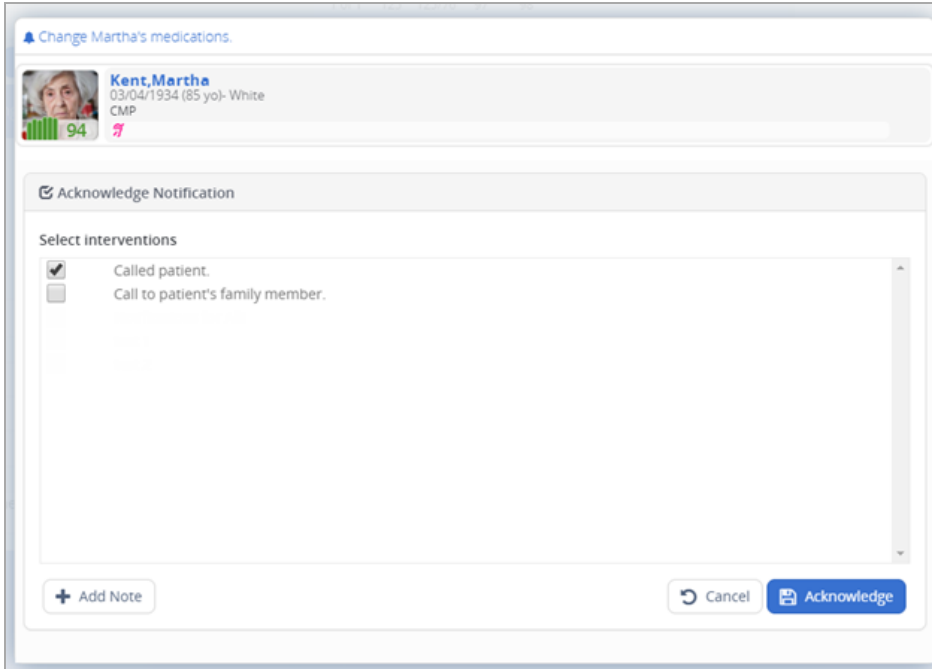 Change Martha's medications.
Kent,Martha
03/04/1934 (85 yo)- White
CMP
94
Acknowledge Notification
Select interventions
Called patient.
Call to patient's family member.
Add Note
Cancel
Acknowledge